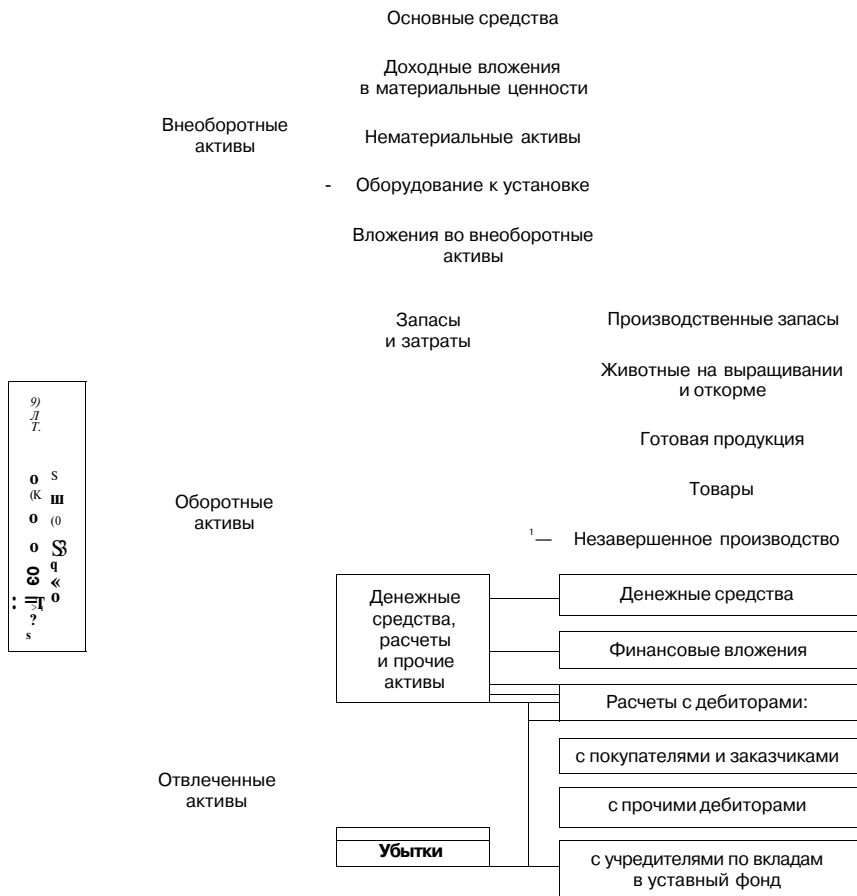 Основные средства
Доходные вложения
в материальные ценности
Внеоборотные
активы
Нематериальные активы
- Оборудование к установке
Вложения во внеоборотные
активы
Запасы
и затраты
Производственные запасы
Животные на выращивании
и откорме
Готовая продукция
Товары
Оборотные
активы
1— Незавершенное производство
Денежные
средства,
расчеты
и прочие
активы
Денежные средства
Финансовые вложения
Расчеты с дебиторами:
с покупателями и заказчиками
с прочими дебиторами
с учредителями по вкладам
в уставный фонд
Отвлеченные
активы
Убытки